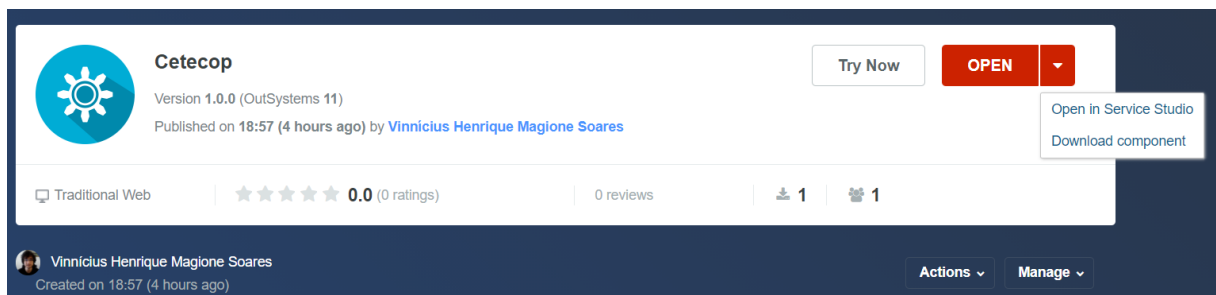 Cetecop
Try Now
OPEN
Version 1.0.0 (OutSystems 11)
Published on 18:57 (4 hours ago) by Vinnicius Henrique Magione Soares
Open in Service Studio
Download component
Traditional Web
0.0 (0 ratings)
0 reviews
1
1
Vinnícius Henrique Magione Soares
Created on 18:57 (4 hours ago)
Actions
Manage